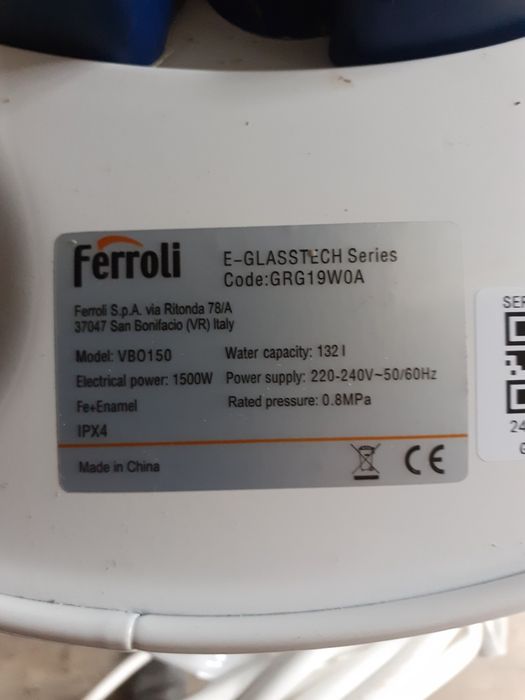 Ferroli
E-GLASSTECH Series
Code:GRG19W0A
Ferroli S.p.A. via Ritonda 78/A
37047 San Bonifacio (VR) Italy
Model: VBO150
Water capacity: 132 l
Electrical power: 1500W
Power supply: 220-240V~50/60Hz
Fe+Enamel
Rated pressure: 0.8MPa
IPX4
Made in China
CE
SER
24
G